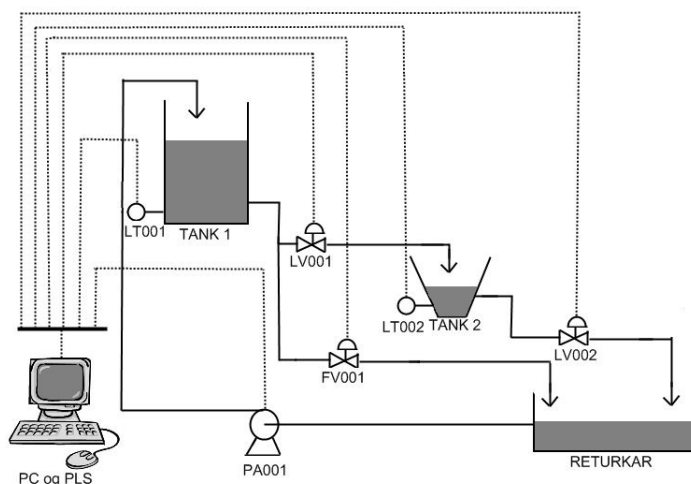 LT001
TANK 1
LV001
LT002
TANK 2
LV002
FV001
PA001
RETURKAR
PC og PLS